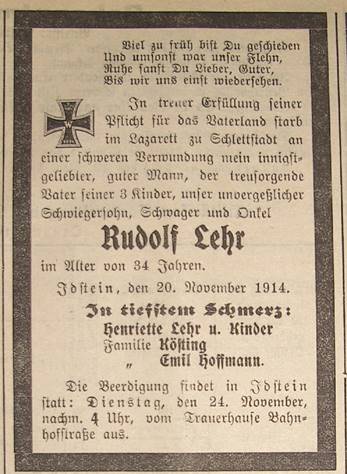 Viel zu früh bist Du geschieden
Und umsonst war unser Flehn,
Ruhe sanft Du Lieber, Guter,
Bis wir uns einst wiedersehen.
In treuer Erfüllung seiner
Pflicht für das Vaterland starb
im Lazarett zu Schlettstadt an
einer schweren Verwundung mein innigst-
geliebter, guter Mann, der treusorgende
Vater seiner 3 Kinder, unser unvergeßlicher
Schwiegersohn, Schwager und Onkel
Rudolf Lehr
im Alter von 34 Jahren.
Idstein, den 20. November 1914.
In tiefstem Schmerz:
Henriette Lehr u. Kinder
Familie Kösting
„ Emil Hoffmann.
Die Beerdigung findet in Idstein
statt: Dienstag, den 24. November,
nachm. 4 Uhr, vom Trauerhause Bahn-
hofstraße aus.